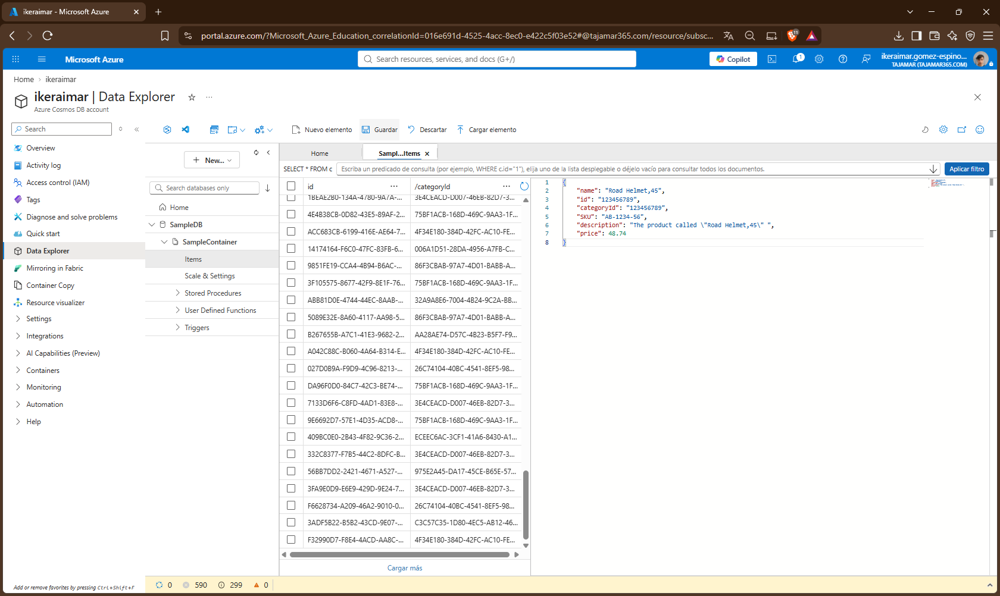 ikeraimar - Microsoft Azure
portal.azure.com/?Microsoft_Azure_Education_correlationId=016e691d-4525-4acc-8ec0-e422c5f03e52#@tajamar365.com/resource/subsc...
11
Microsoft Azure
Search resources, services, and docs (G+/)
Copilot
1
ikeraimar.gomez-espino...
TAJAMAR (TAJAMAR365.COM)
Home > ikeraimar
ikeraimar | Data Explorer
Azure Cosmos DB account
Search
Overview
Activity log
Access control (IAM)
Tags
Diagnose and solve problems
Quick start
Data Explorer
Mirroring in Fabric
Container Copy
Resource visualizer
Settings
Integrations
AI Capabilities (Preview)
Containers
Monitoring
Automation
Help
Add or remove favorites by pressing Ctrl+Shift+F
Nuevo elemento
Guardar
Descartar
Cargar elemento
New...
Search databases only
Home
SampleDB
SampleContainer
Items
Scale & Settings
Stored Procedures
User Defined Functions
Triggers
Home
Sampl...Items
SELECT * FROM c
Escriba un predicado de consulta (por ejemplo, WHERE c.id="1"), elija uno de la lista desplegable o déjelo vacío para consultar todos los documentos.
Aplicar filtro
id ... /categoryId ...
1BEAE2B0-134A-4780-9A7A-... 3E4CEACD-D007-46EB-82D7-3...
4E4B38CB-0D82-43E5-89AF-2... 75BF1ACB-168D-469C-9AA3-1F...
ACC683CB-6199-416E-AE64-7... 4F34E180-384D-42FC-AC10-FE...
14174164-F6C0-47FC-83FB-6... 006A1D51-28DA-4956-A7FB-C...
9851FE19-CCA4-4B94-B6AC-... 86F3CBAB-97A7-4D01-BABB-A...
3F105575-8677-42F9-8E1F-76... 75BF1ACB-168D-469C-9AA3-1F...
ABB81D0E-4744-44EC-8AAB-... 32A9A8E6-7004-4B24-9C2A-BB...
5089E32E-8A60-4117-AA98-5... 86F3CBAB-97A7-4D01-BABB-A...
B267655B-A7C1-41E3-9682-2... AA28AE74-D57C-4B23-B5F7-F9...
A042C88C-B060-4A64-B314-E... 4F34E180-384D-42FC-AC10-FE...
027D0B9A-F9D9-4C96-8213-... 26C74104-40BC-4541-8EF5-98...
DA96F0D0-84C7-42C3-BE74-... 75BF1ACB-168D-469C-9AA3-1F...
7133D6F6-C8FD-4AD1-83E8-... 3E4CEACD-D007-46EB-82D7-3...
9E6692D7-57E1-4D35-ACD8-... 75BF1ACB-168D-469C-9AA3-1F...
409BC0E0-2B43-4F82-9C36-2... ECEEC6AC-3CF1-41A6-8430-A1...
332C8377-F7B5-44C2-8DFC-B... 3E4CEACD-D007-46EB-82D7-3...
56BB7DD2-2421-4671-A527-... 975E2A45-DA17-45CE-B65E-57...
3FA9E0D9-E6E9-429D-9E24-7... 3E4CEACD-D007-46EB-82D7-3...
F6628734-A209-46A2-9010-0... 26C74104-40BC-4541-8EF5-98...
3ADF5B22-B5B2-43CD-9E07-... C3C57C35-1D80-4EC5-AB12-46...
F32990D7-F8E4-4ACD-AA8C-... 4F34E180-384D-42FC-AC10-FE...
Cargar más
1 {
2 "name": "Road Helmet,45",
3 "id": "123456789",
4 "categoryId": "123456789",
5 "SKU": "AB-1234-56",
6 "description": "The product called \"Road Helmet,45\" ",
7 "price": 48.74
8 }
0 590 299 0